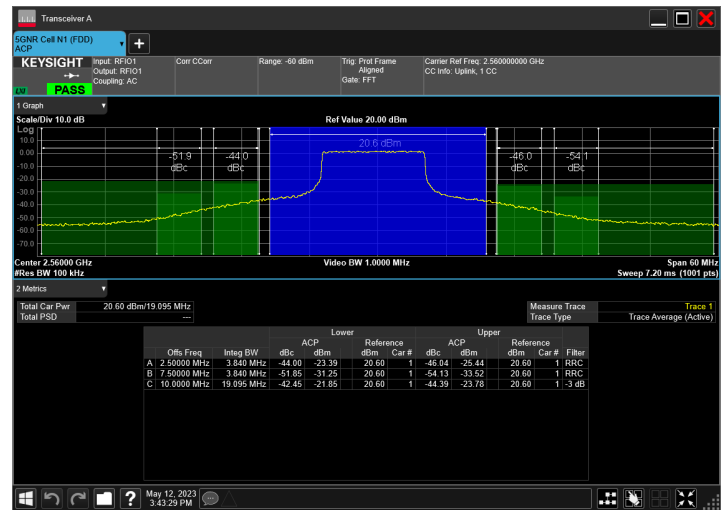 Transceiver A
5GNR Cell N1 (FDD)
ACP
KEYSIGHT
LXI
PASS
Input: RFIO1
Output: RFIO1
Coupling: AC
Corr CCorr
Range: -60 dBm
Trig: Prot Frame
Aligned
Gate: FFT
Carrier Ref Freq: 2.560000000 GHz
CC Info: Uplink, 1 CC
1 Graph
Scale/Div 10.0 dB
Ref Value 20.00 dBm
Log
10.0
0.00
-10.0
-20.0
-30.0
-40.0
-50.0
-60.0
-70.0
-51.9
dBc
-44.0
dBc
20.6 dBm
-46.0
dBc
-54.1
dBc
Center 2.56000 GHz
Video BW 1.0000 MHz
Span 60 MHz
#Res BW 100 kHz
Sweep 7.20 ms (1001 pts)
2 Metrics
Total Car Pwr 20.60 dBm/19.095 MHz
Total PSD ---
Measure Trace Trace 1
Trace Type Trace Average (Active)
Lower Upper
ACP Reference ACP Reference
Offs Freq Integ BW dBc dBm dBm Car # dBc dBm dBm Car # Filter
A 2.50000 MHz 3.840 MHz -44.00 -23.39 20.60 1 -46.04 -25.44 20.60 1 RRC
B 7.50000 MHz 3.840 MHz -51.85 -31.25 20.60 1 -54.13 -33.52 20.60 1 RRC
C 10.0000 MHz 19.095 MHz -42.45 -21.85 20.60 1 -44.39 -23.78 20.60 1 -3 dB
?
May 12, 2023
3:43:29 PM